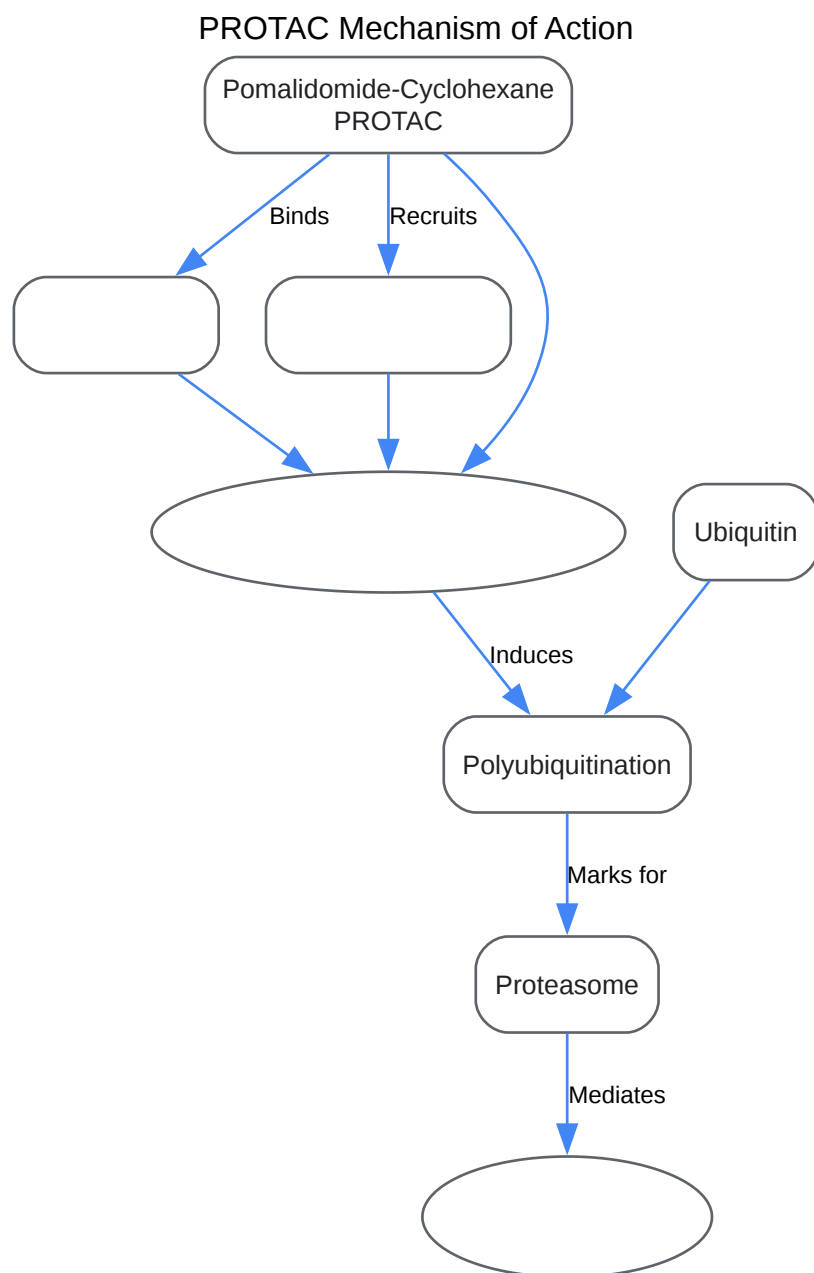 PROTAC Mechanism of Action
Pomalidomide-Cyclohexane
PROTAC
Binds
Recruits
Ubiquitin
Induces
Polyubiquitination
Marks for
Proteasome
Mediates